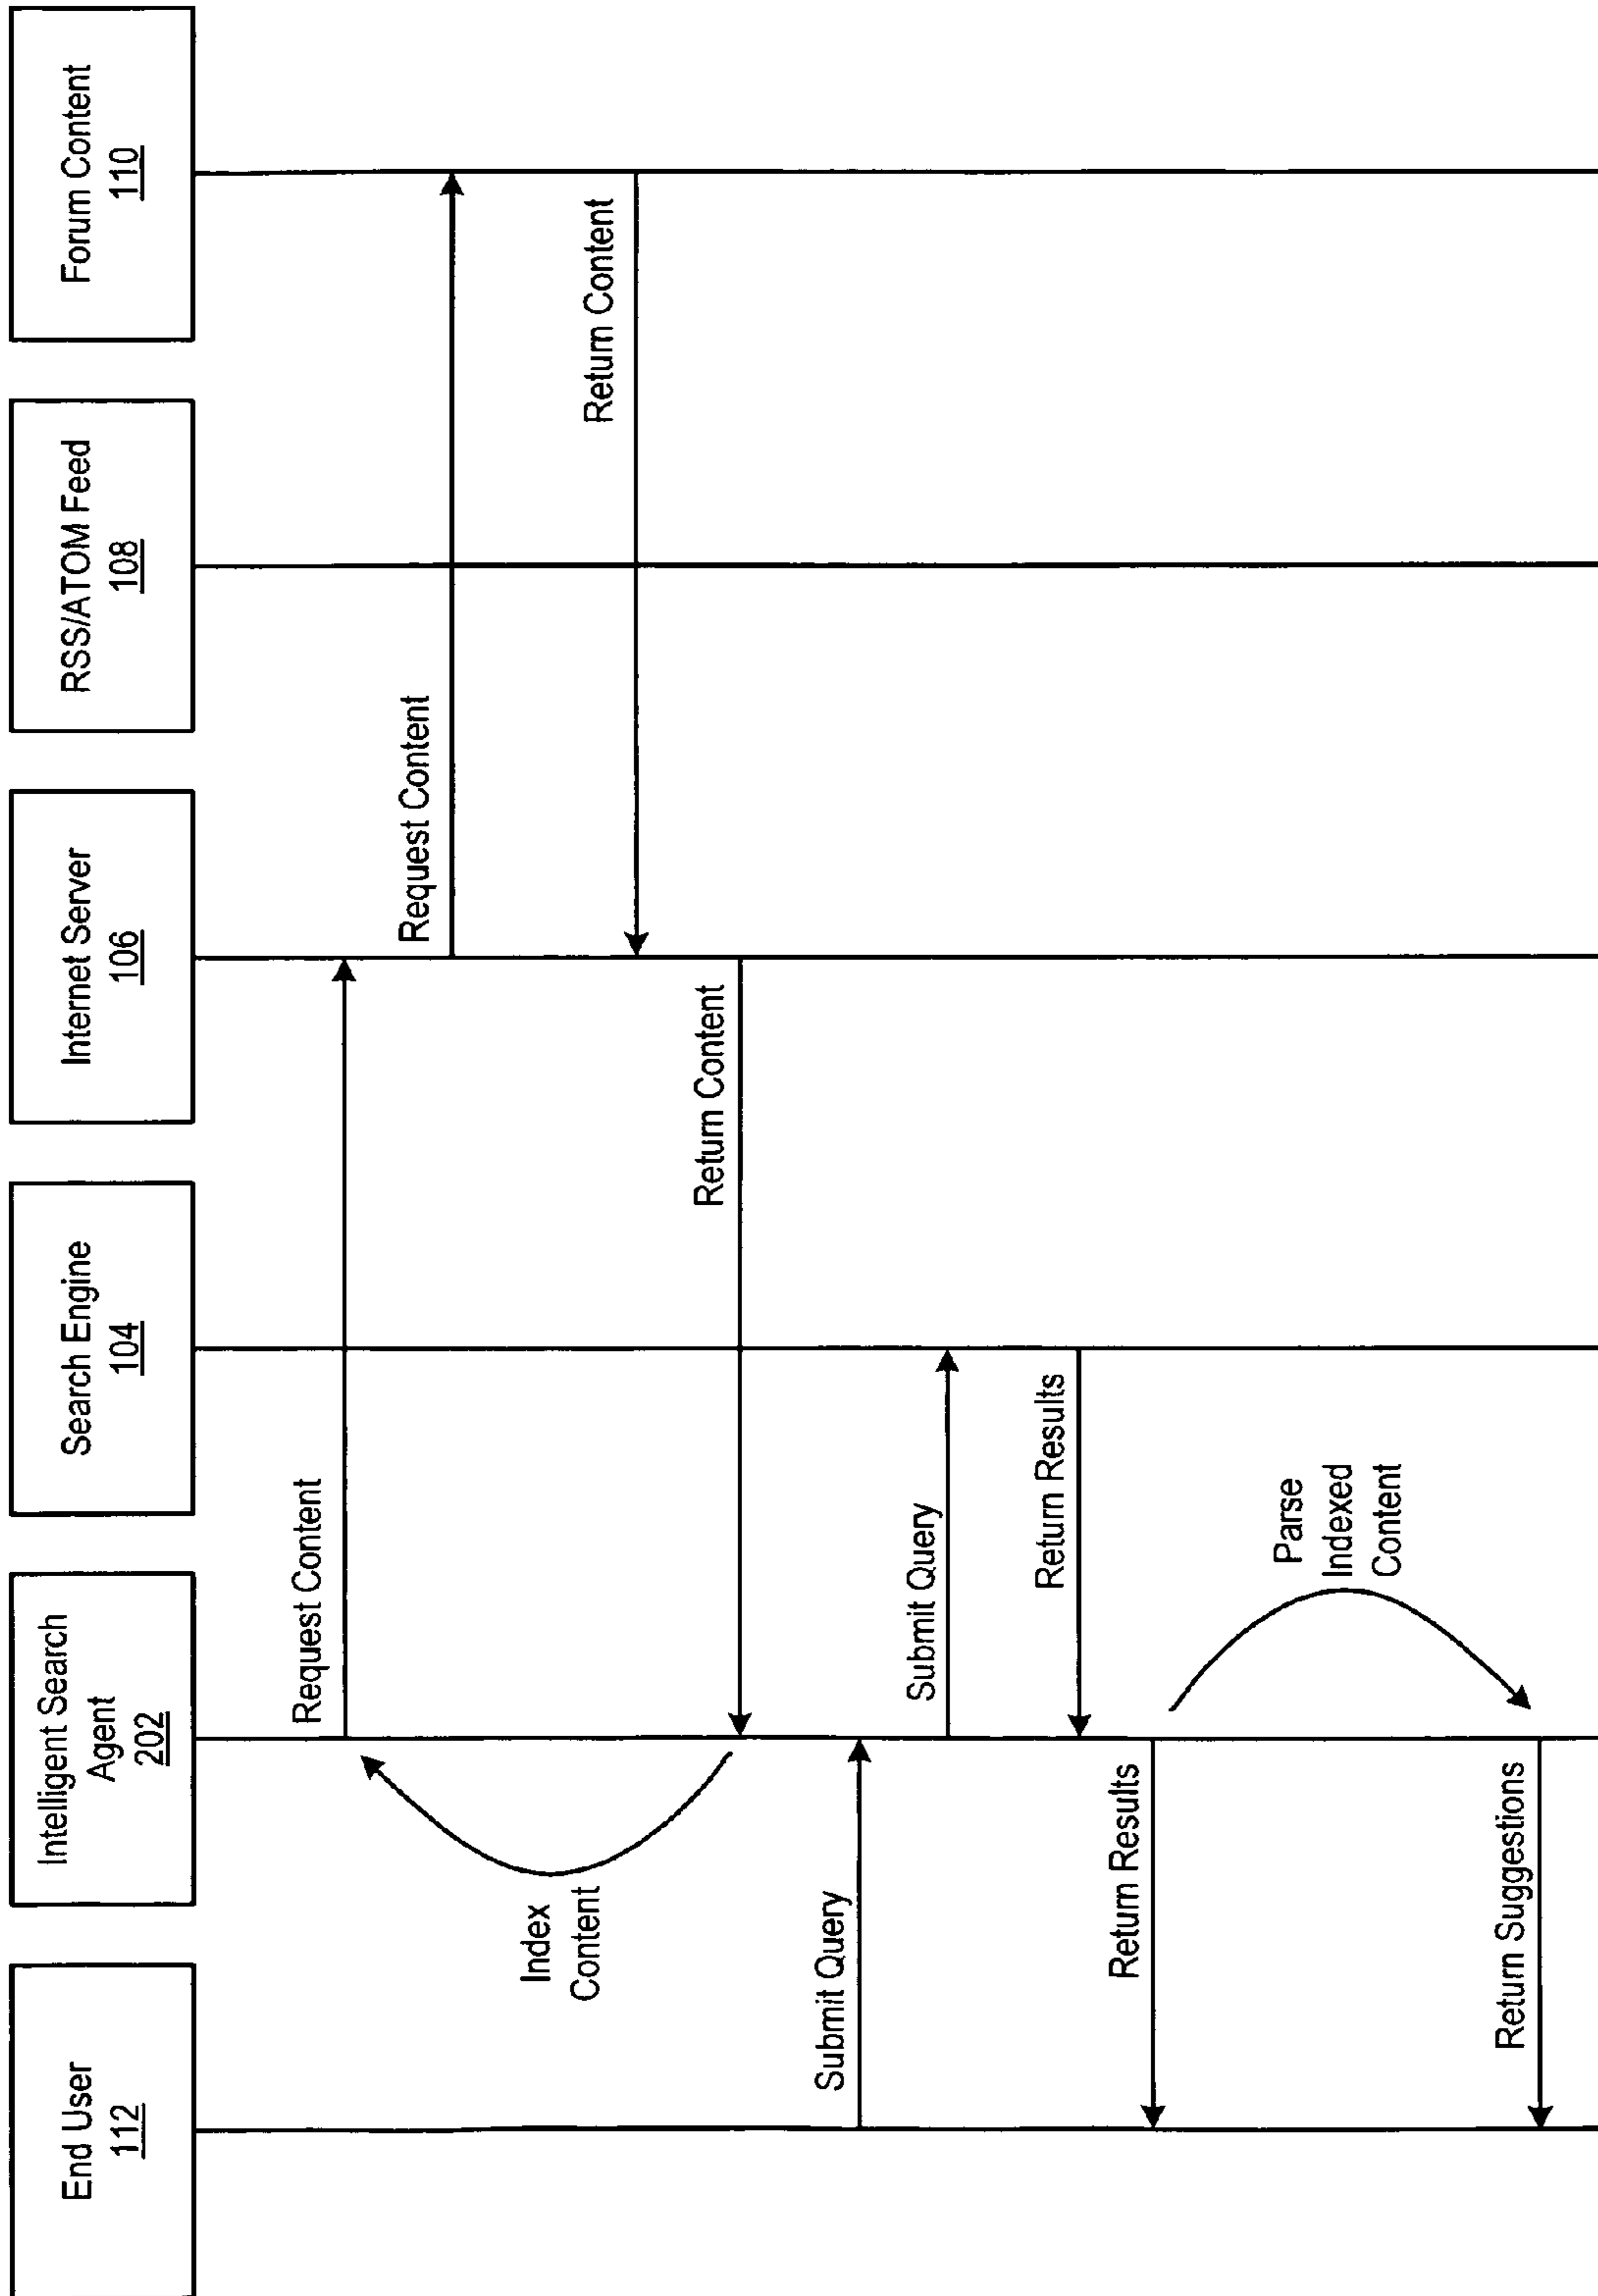 End User
112
Intelligent Search
Agent
202
Search Engine
104
Internet Server
106
RSS/ATOM Feed
108
Forum Content
110
Request Content
Request Content
Return Content
Return Content
Index
Content
Submit Query
Submit Query
Return Results
Return Results
Parse
Indexed
Content
Return Suggestions